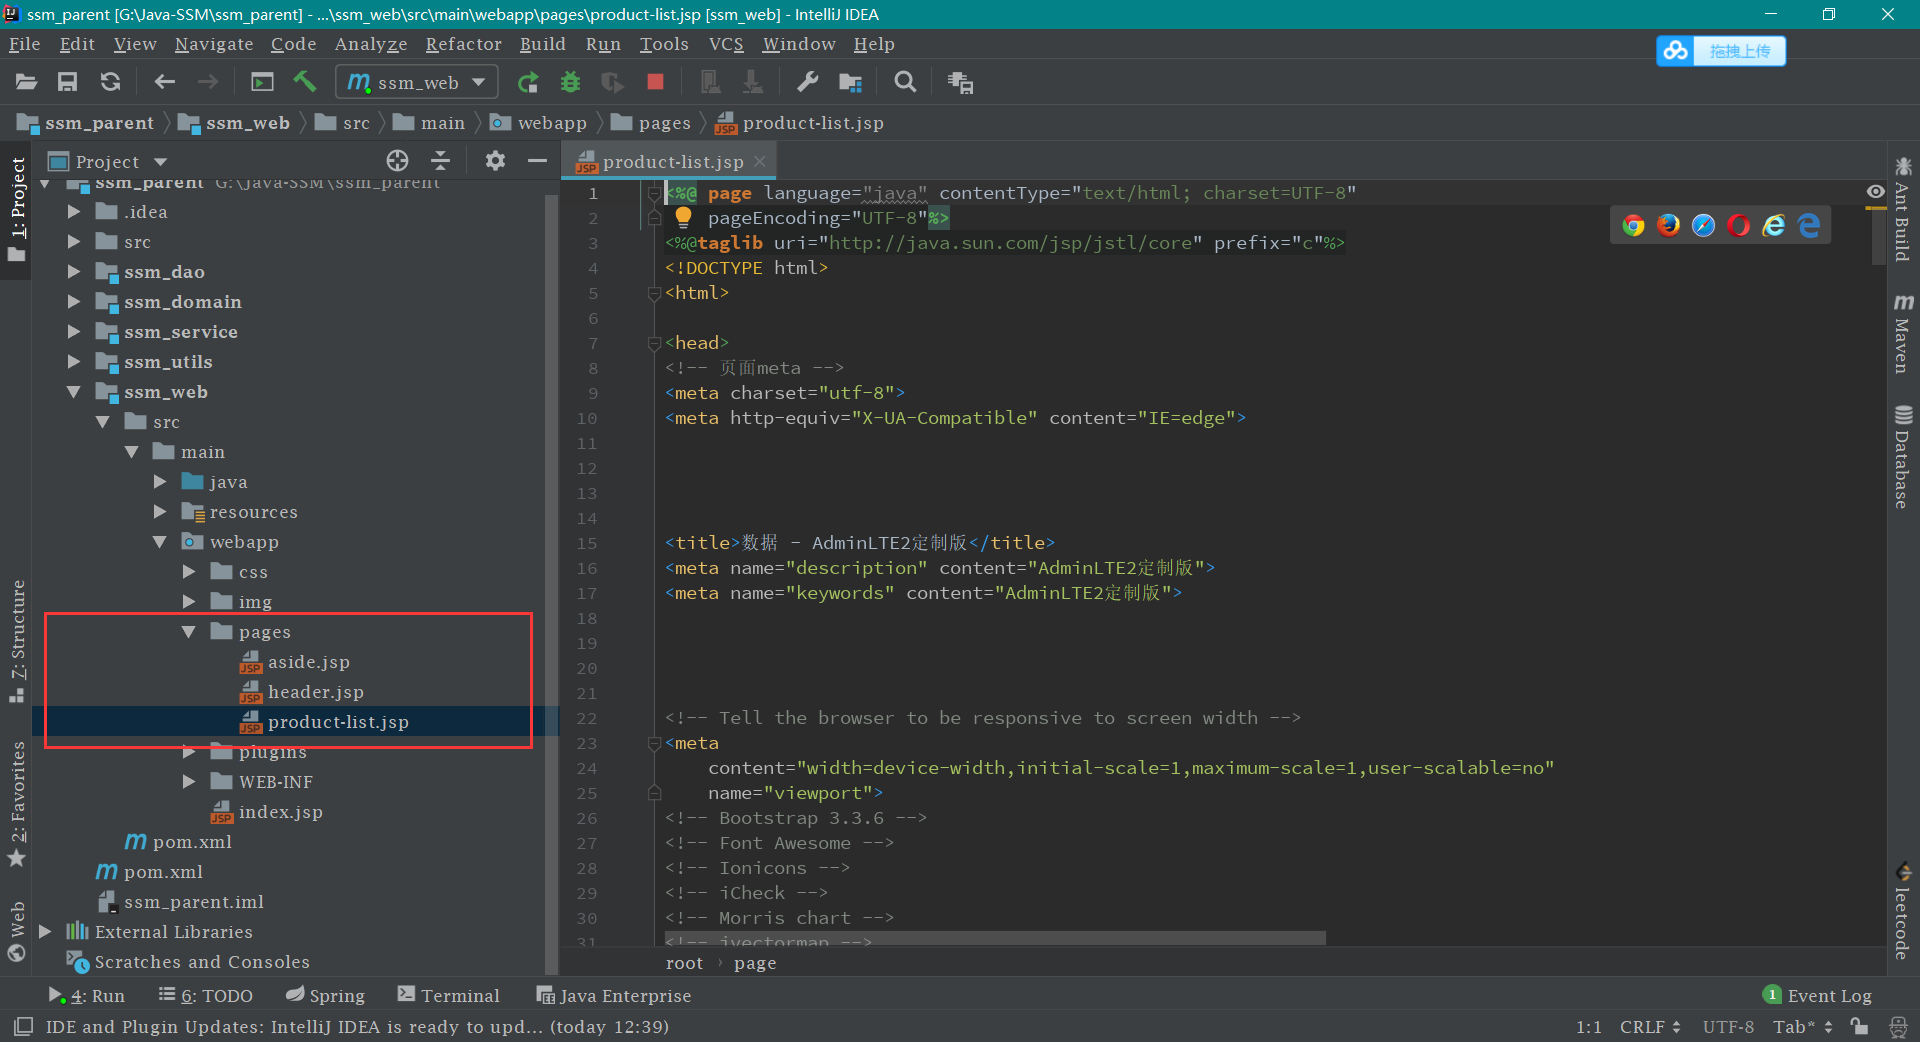 ssm_parent [G:\Java-SSM\ssm_parent] - ...\ssm_web\src\main\webapp\pages\product-list.jsp [ssm_web] - IntelliJ IDEA
File Edit View Navigate Code Analyze Refactor Build Run Tools VCS Window Help
拖拽上传
ssm_web
ssm_parent ssm_web src main webapp pages product-list.jsp
Project
product-list.jsp
1: Project
Z: Structure
2: Favorites
Web
ssm_parent G:\Java-SSM\ssm_parent
.idea
src
ssm_dao
ssm_domain
ssm_service
ssm_utils
ssm_web
src
main
java
resources
webapp
css
img
pages
aside.jsp
header.jsp
product-list.jsp
plugins
WEB-INF
index.jsp
pom.xml
pom.xml
ssm_parent.iml
External Libraries
Scratches and Consoles
1 <%@ page language="java" contentType="text/html; charset=UTF-8"
2 pageEncoding="UTF-8"%>
3 <%@taglib uri="http://java.sun.com/jsp/jstl/core" prefix="c"%>
4 <!DOCTYPE html>
5 <html>
6
7 <head>
8 <!-- 页面meta -->
9 <meta charset="utf-8">
10 <meta http-equiv="X-UA-Compatible" content="IE=edge">
11
12
13
14
15 <title>数据 - AdminLTE2定制版</title>
16 <meta name="description" content="AdminLTE2定制版">
17 <meta name="keywords" content="AdminLTE2定制版">
18
19
20
21
22 <!-- Tell the browser to be responsive to screen width -->
23 <meta
24 content="width=device-width,initial-scale=1,maximum-scale=1,user-scalable=no"
25 name="viewport">
26 <!-- Bootstrap 3.3.6 -->
27 <!-- Font Awesome -->
28 <!-- Ionicons -->
29 <!-- iCheck -->
30 <!-- Morris chart -->
31 <!-- jvectormap -->
root › page
Ant Build
Maven
Database
leetcode
4: Run 6: TODO Spring Terminal Java Enterprise 1 Event Log
IDE and Plugin Updates: IntelliJ IDEA is ready to upd... (today 12:39) 1:1 CRLF UTF-8 Tab*